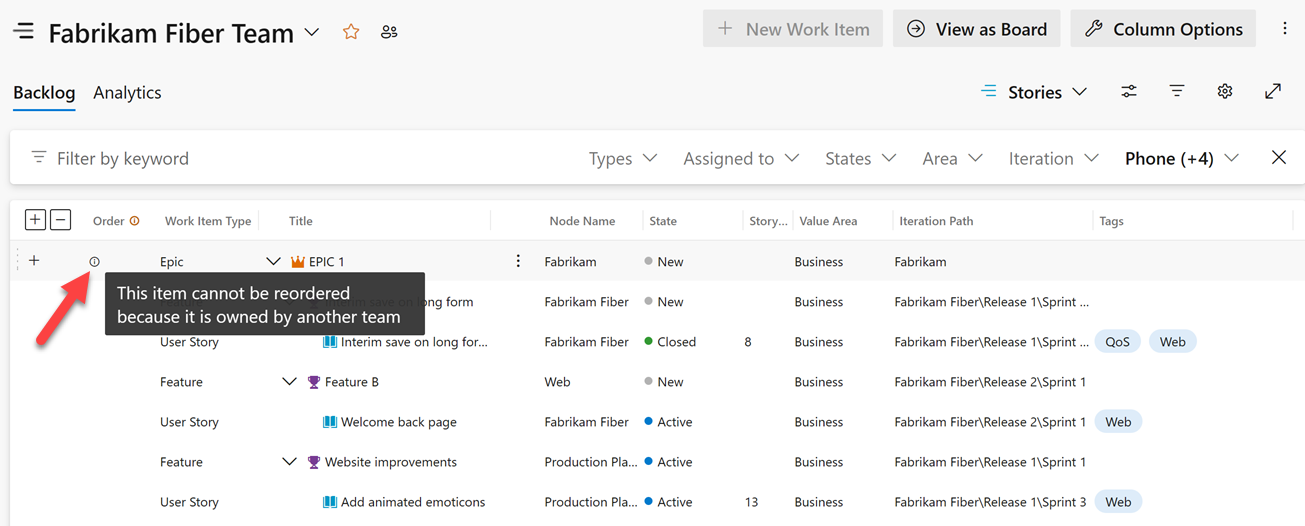 Fabrikam Fiber Team
New Work Item View as Board Column Options
Backlog Analytics
Stories
Filter by keyword Types Assigned to States Area Iteration Phone (+4)
Order Work Item Type Title Node Name State Story... Value Area Iteration Path Tags
Epic EPIC 1 Fabrikam New Business Fabrikam
This item cannot be reordered
because it is owned by another team
Feature Interim save on long form Fabrikam Fiber New Business Fabrikam Fiber\Release 1\Sprint ...
User Story Interim save on long for... Fabrikam Fiber Closed 8 Business Fabrikam Fiber\Release 1\Sprint ... QoS Web
Feature Feature B Web New Business Fabrikam Fiber\Release 2\Sprint 1
User Story Welcome back page Fabrikam Fiber Active Business Fabrikam Fiber\Release 2\Sprint 1 Web
Feature Website improvements Production Pla... Active Business Fabrikam Fiber\Release 1\Sprint 1
User Story Add animated emoticons Production Pla... Active 13 Business Fabrikam Fiber\Release 1\Sprint 3 Web